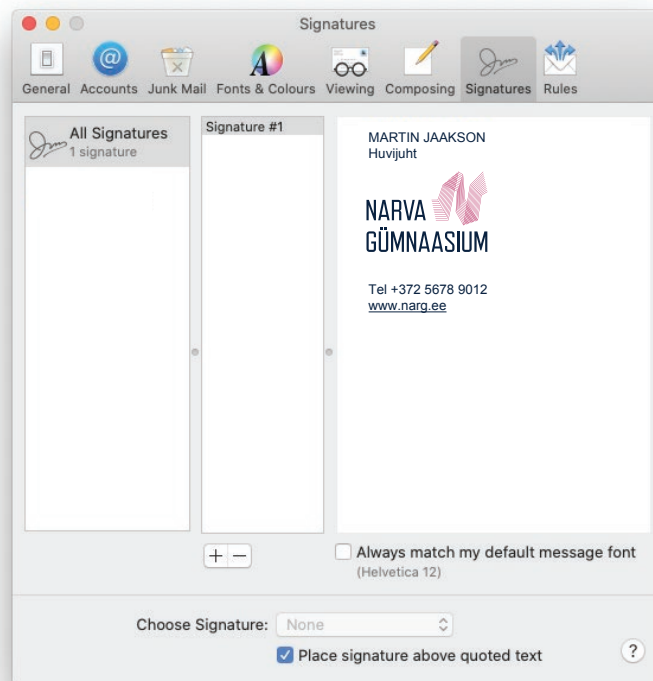 Signatures
General Accounts Junk Mail Fonts & Colours Viewing Composing Signatures Rules
All Signatures
1 signature
Signature #1
MARTIN JAAKSON
Huvijuht
NARVA
GÜMNAASIUM
Tel +372 5678 9012
www.narg.ee
+ −
Always match my default message font
(Helvetica 12)
Choose Signature: None
Place signature above quoted text
?